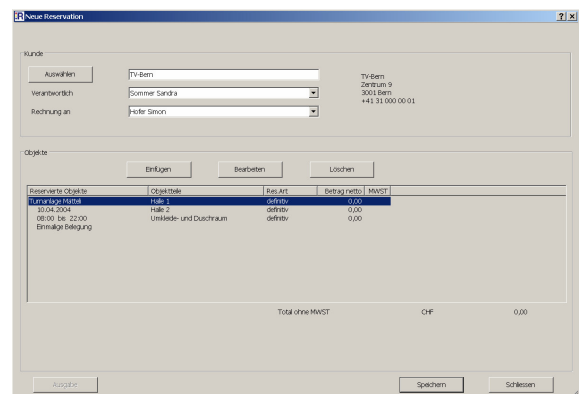 Neue Reservation
Kunde
Auswählen TV-Bern
Verantwortlich Sommer Sandra
Rechnung an Hofer Simon
TV-Bern
Zentrum 9
3001 Bern
+41 31 000 00 01
Objekte
Einfügen Bearbeiten Löschen
Reservierte Objekte Objektteile Res.Art Betrag netto MWST
Turnanlage Mätteli Halle 1 definitiv 0,00
10.04.2004 Halle 2 definitiv 0,00
08:00 bis 22:00 Umkleide- und Duschraum definitiv 0,00
Einmalige Belegung
Total ohne MWST CHF 0,00
Ausgabe Speichern Schliessen